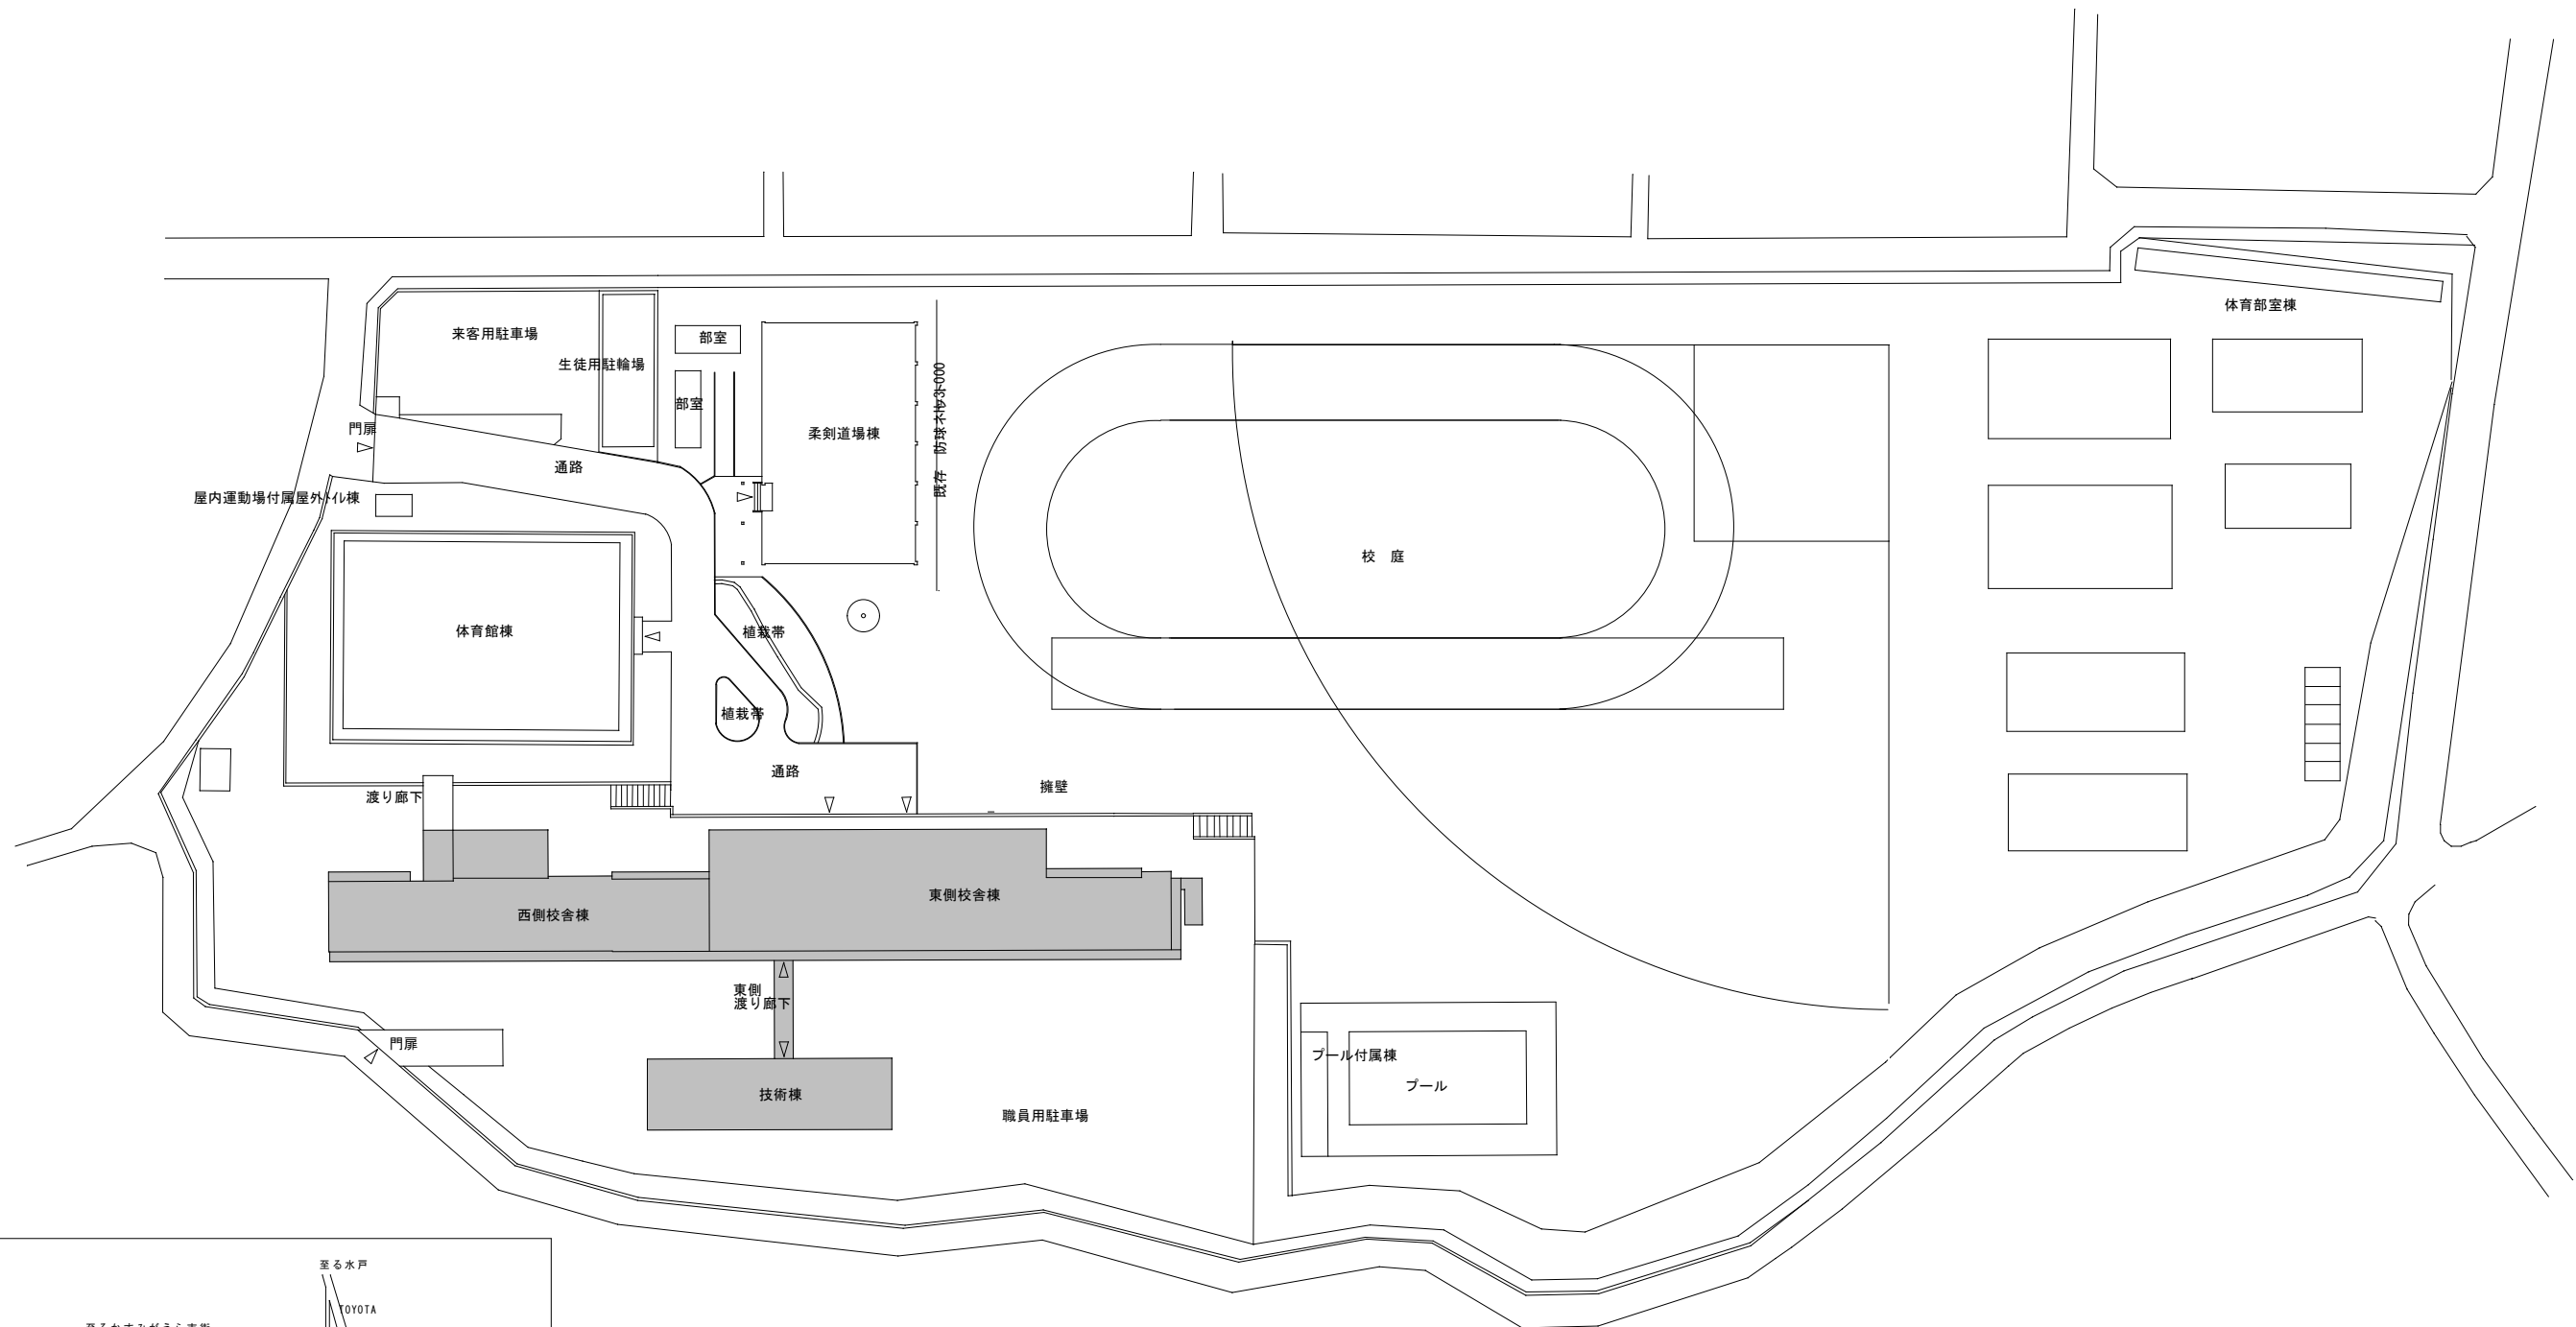 体育部室棟
来客用駐車場
部室
生徒用駐輪場
部室
門扉
柔剣道場棟
通路
屋内運動場付属屋外トイレ棟
校 庭
体育館棟
植栽帯
植栽帯
通路
擁壁
渡り廊下
東側校舎棟
西側校舎棟
東側
渡り廊下
門扉
プール付属棟
プール
技術棟
職員用駐車場
至る水戸
TOYOTA
既存 防球ネット